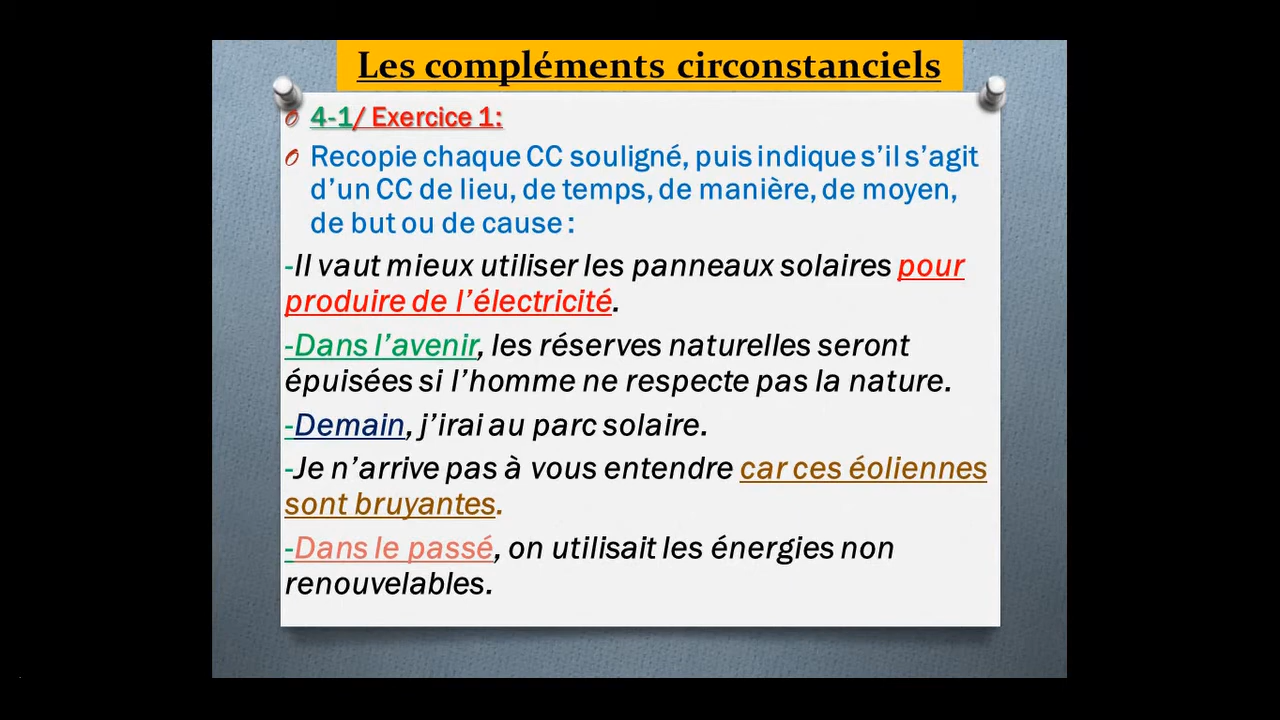 Les compléments circonstanciels
4-1/ Exercice 1:
Recopie chaque CC souligné, puis indique s’il s’agit
d’un CC de lieu, de temps, de manière, de moyen,
de but ou de cause :
-Il vaut mieux utiliser les panneaux solaires pour
produire de l’électricité.
-Dans l’avenir, les réserves naturelles seront
épuisées si l’homme ne respecte pas la nature.
-Demain, j’irai au parc solaire.
-Je n’arrive pas à vous entendre car ces éoliennes
sont bruyantes.
-Dans le passé, on utilisait les énergies non
renouvelables.